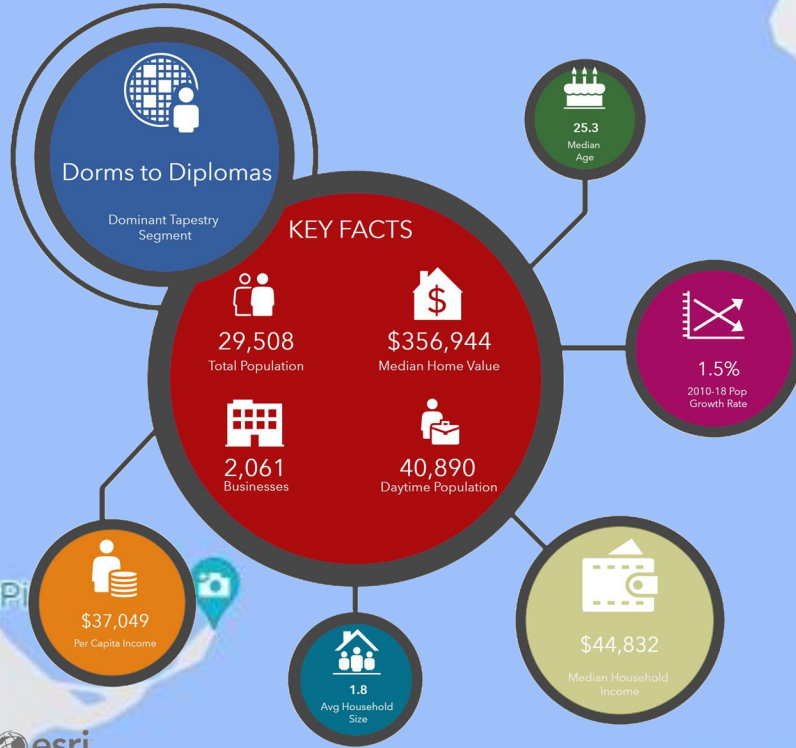 Dorms to Diplomas
Dominant Tapestry
Segment
KEY FACTS
29,508
Total Population
$356,944
Median Home Value
2,061
Businesses
40,890
Daytime Population
25.3
Median
Age
1.5%
2010-18 Pop
Growth Rate
$37,049
Per Capita Income
1.8
Avg Household
Size
$44,832
Median Household
Income
Pi
esri